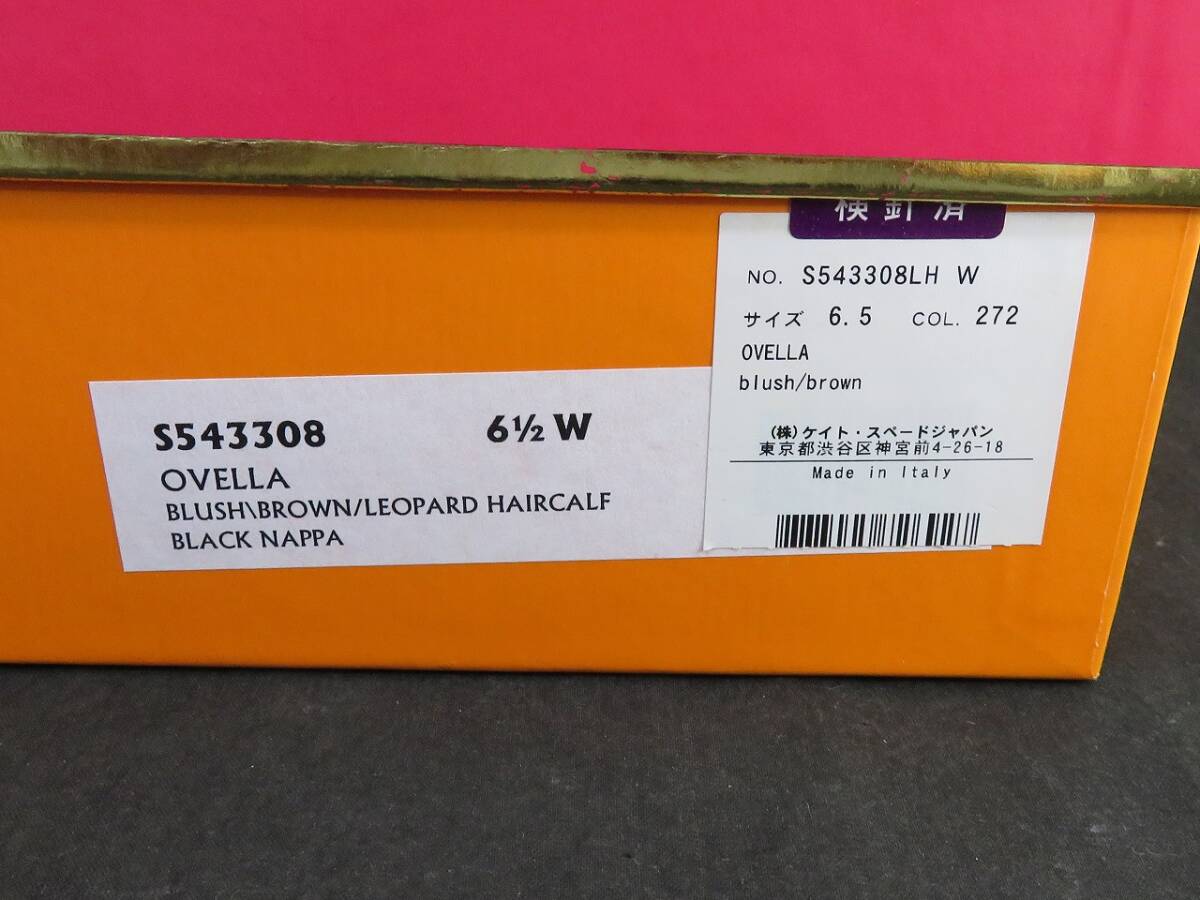 検針済
NO. S543308LH W
サイズ 6.5 COL. 272
OVELLA
blush/brown
(株)ケイト・スペードジャパン
東京都渋谷区神宮前4-26-18
Made in Italy
S543308 6½ W
OVELLA
BLUSH\BROWN/LEOPARD HAIRCALF
BLACK NAPPA